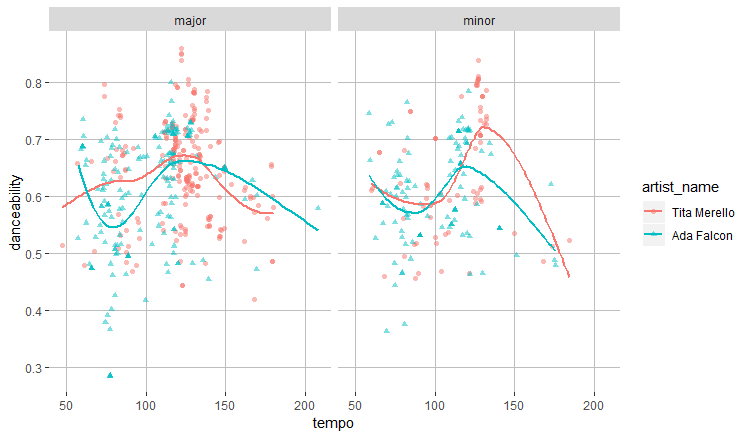 major minor
0.8
0.7
0.6
0.5
0.4
0.3
danceability
50 100 150 200 50 100 150 200
tempo
artist_name
Tita Merello
Ada Falcon